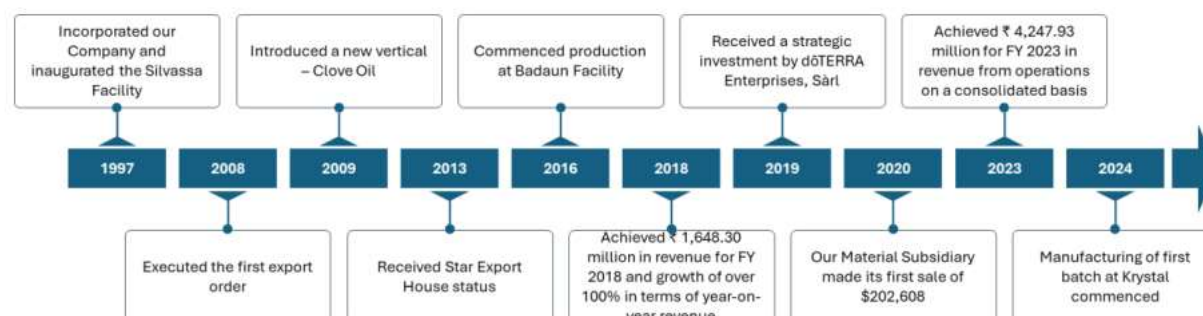 Incorporated our
Company and
inaugurated the Silvassa
Facility
Introduced a new vertical
– Clove Oil
Commenced production
at Badaun Facility
Received a strategic
investment by dōTERRA
Enterprises, Sàrl
Achieved ₹ 4,247.93
million for FY 2023 in
revenue from operations
on a consolidated basis
1997
2008
2009
2013
2016
2018
2019
2020
2023
2024
Executed the first export
order
Received Star Export
House status
Achieved ₹ 1,648.30
million in revenue for FY
2018 and growth of over
100% in terms of year-on-
year revenue
Our Material Subsidiary
made its first sale of
$202,608
Manufacturing of first
batch at Krystal
commenced